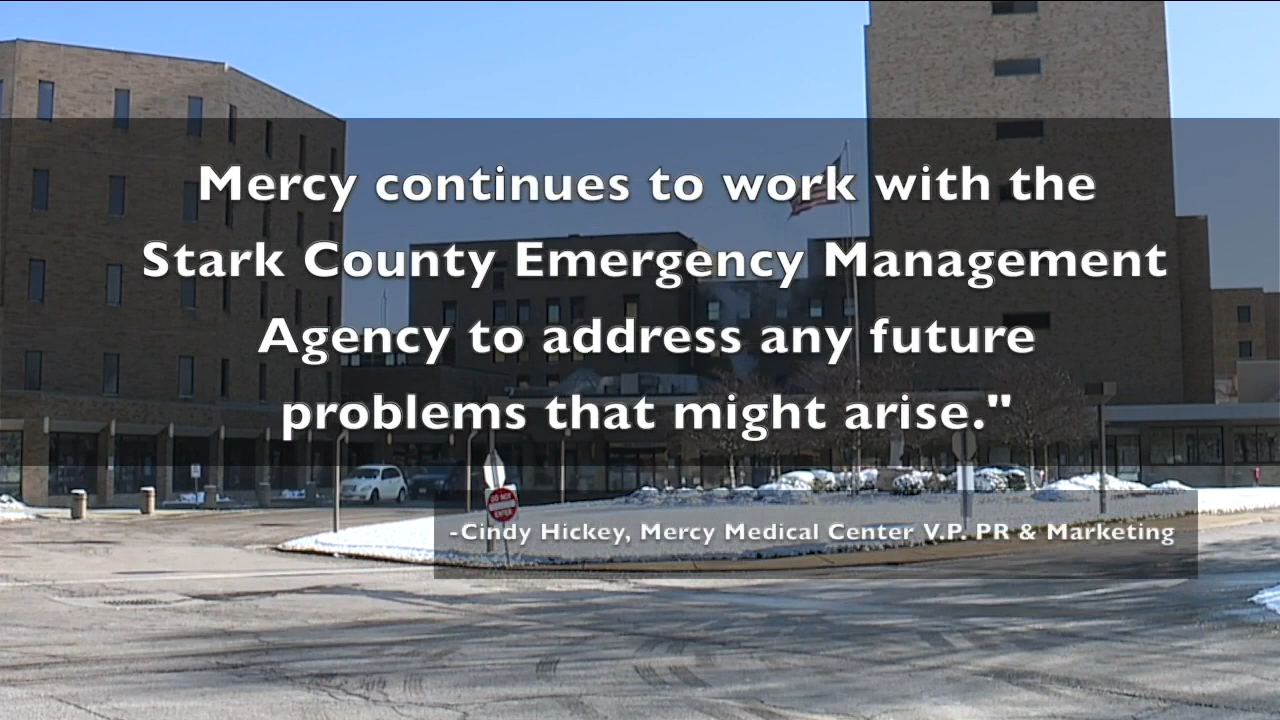 Mercy continues to work with the
Stark County Emergency Management
Agency to address any future
problems that might arise."
-Cindy Hickey, Mercy Medical Center V.P. PR & Marketing
DO NOT
ENTER